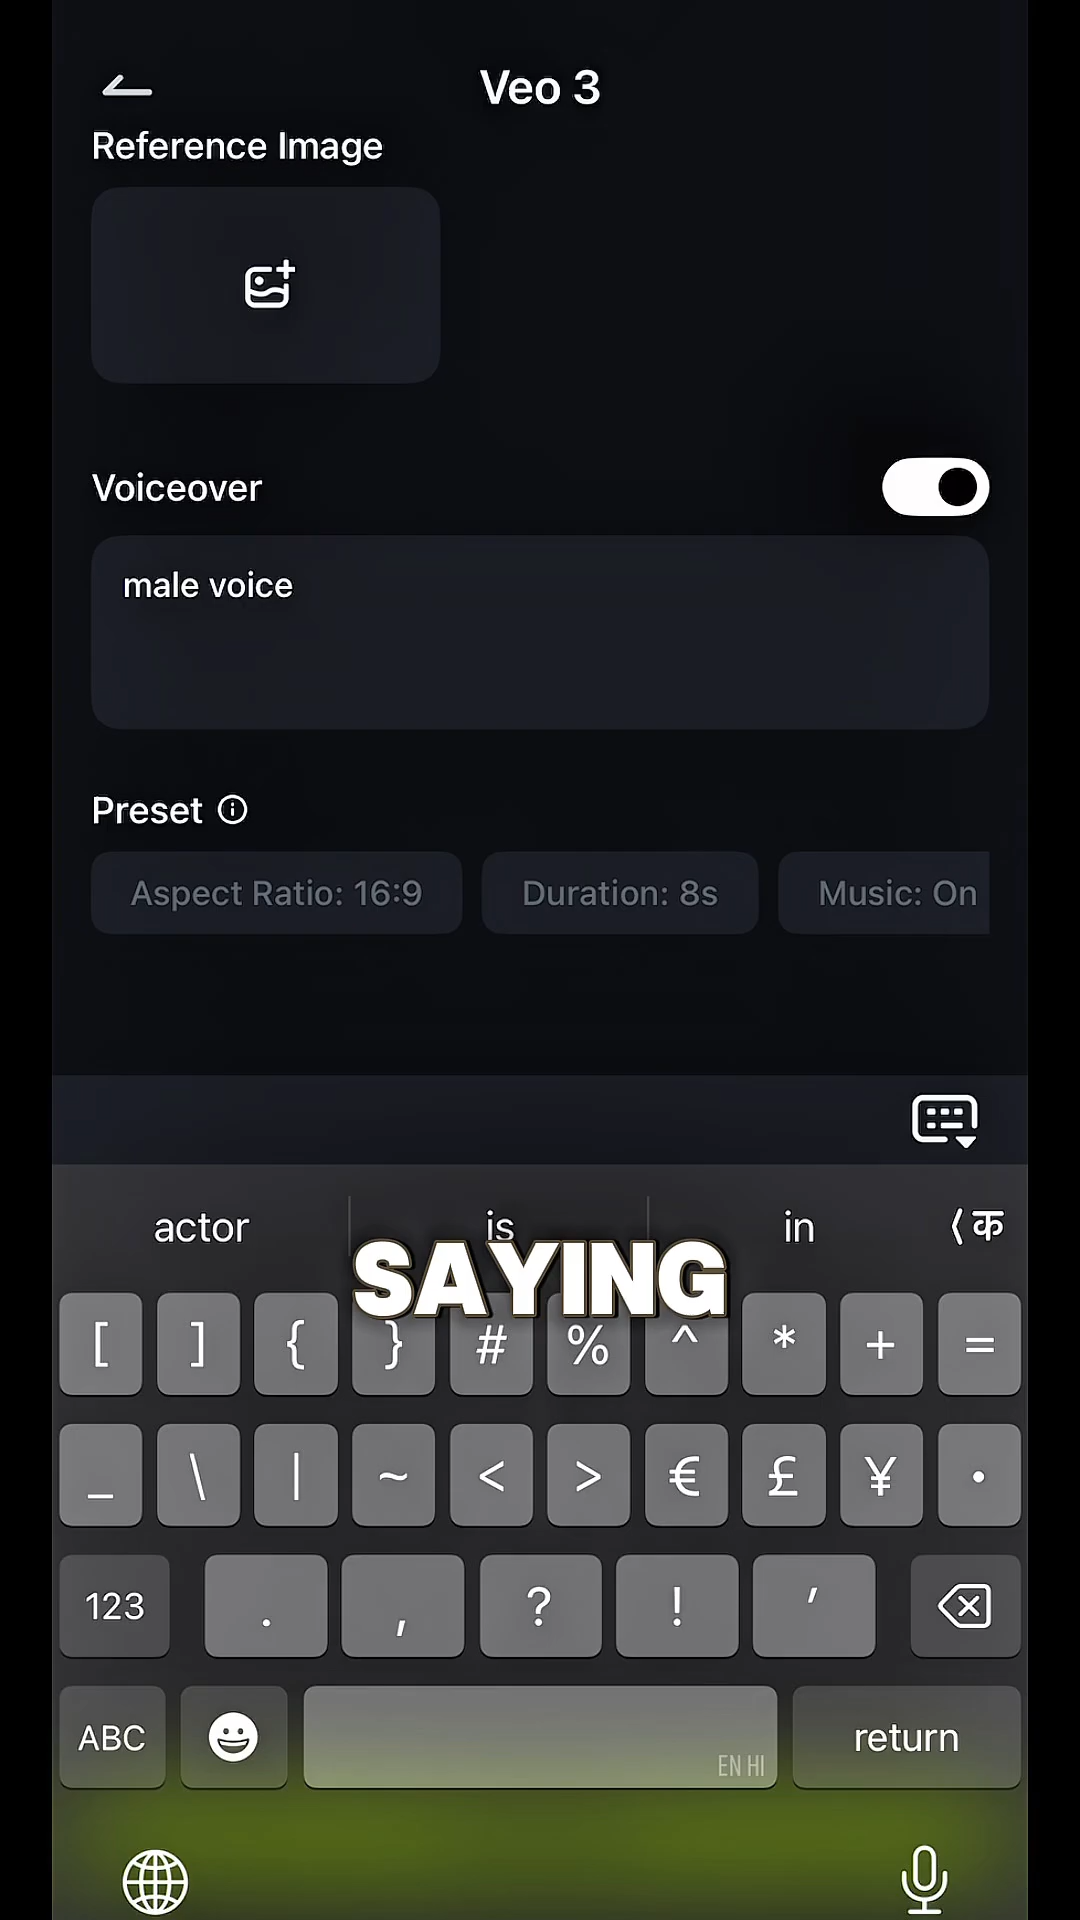 Veo 3
Reference Image
Voiceover
male voice
Preset
Aspect Ratio: 16:9 Duration: 8s Music: On
actor is in क
SAYING
[ ] { } # % ^ * + =
_ \ | ~ < > € £ ¥ •
123 . , ? ! ’
ABC EN HI return